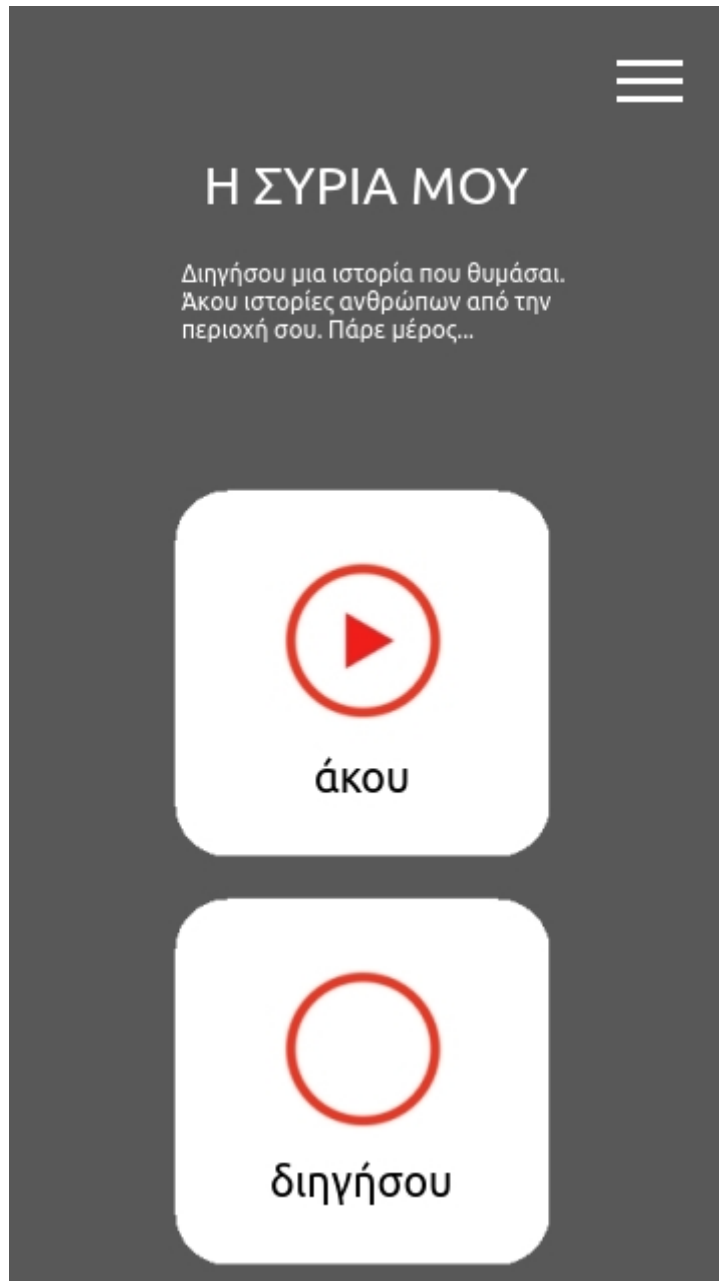 Η ΣΥΡΙΑ ΜΟΥ
Διηγήσου μια ιστορία που θυμάσαι.
Άκου ιστορίες ανθρώπων από την
περιοχή σου. Πάρε μέρος...
άκου
διηγήσου